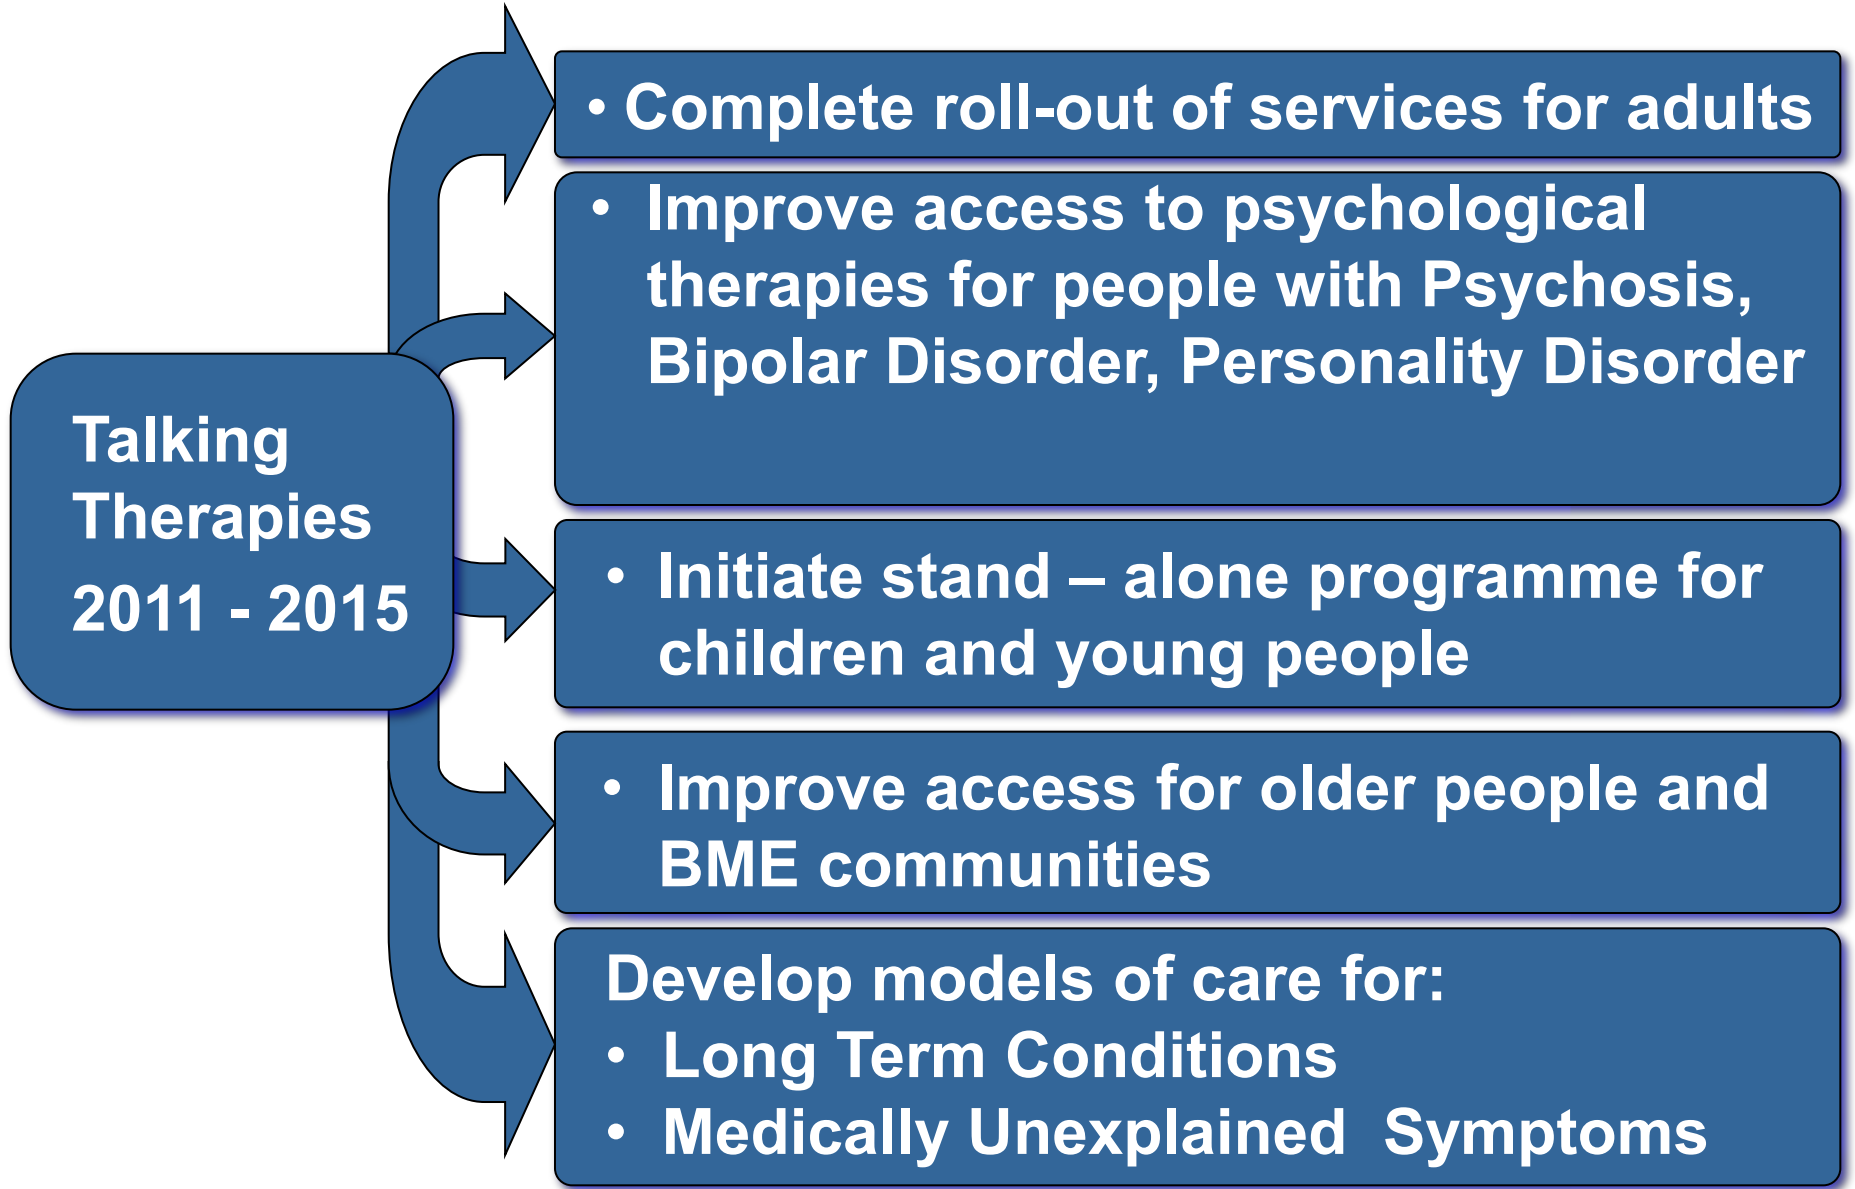 Talking
Therapies
2011 - 2015
• Complete roll-out of services for adults
• Improve access to psychological
therapies for people with Psychosis,
Bipolar Disorder, Personality Disorder
• Initiate stand – alone programme for
children and young people
• Improve access for older people and
BME communities
Develop models of care for:
• Long Term Conditions
• Medically Unexplained  Symptoms